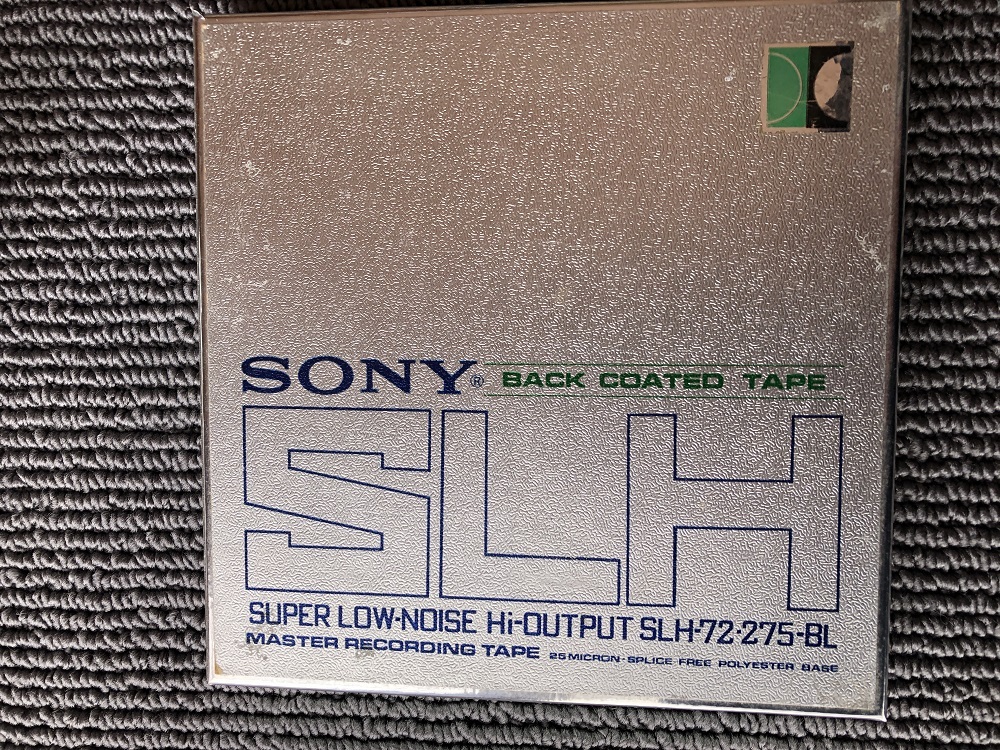 SONY® BACK COATED TAPE
SLH
SUPER LOW-NOISE Hi-OUTPUT SLH-72-275-BL
MASTER RECORDING TAPE 25 MICRON · SPLICE FREE POLYESTER BASE